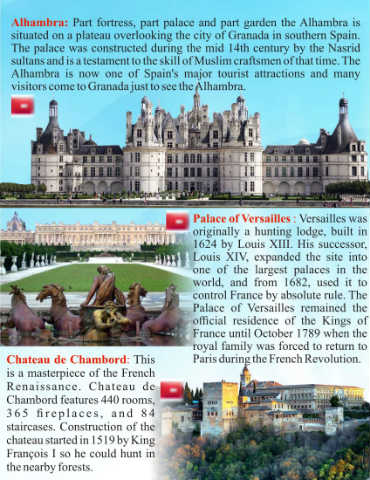 Alhambra: Part fortress, part palace and part garden the Alhambra is
situated on a plateau overlooking the city of Granada in southern Spain.
The palace was constructed during the mid 14th century by the Nasrid
sultans and is a testament to the skill of Muslim craftsmen of that time. The
Alhambra is now one of Spain's major tourist attractions and many
visitors come to Granada just to see the Alhambra.
Palace of Versailles : Versailles was
originally a hunting lodge, built in
1624 by Louis XIII. His successor,
Louis XIV, expanded the site into
one of the largest palaces in the
world, and from 1682, used it to
control France by absolute rule. The
Palace of Versailles remained the
official residence of the Kings of
France until October 1789 when the
royal family was forced to return to
Paris during the French Revolution.
Chateau de Chambord: This
is a masterpiece of the French
Renaissance. Chateau de
Chambord features 440 rooms,
365 fireplaces, and 84
staircases. Construction of the
chateau started in 1519 by King
François I so he could hunt in
the nearby forests.